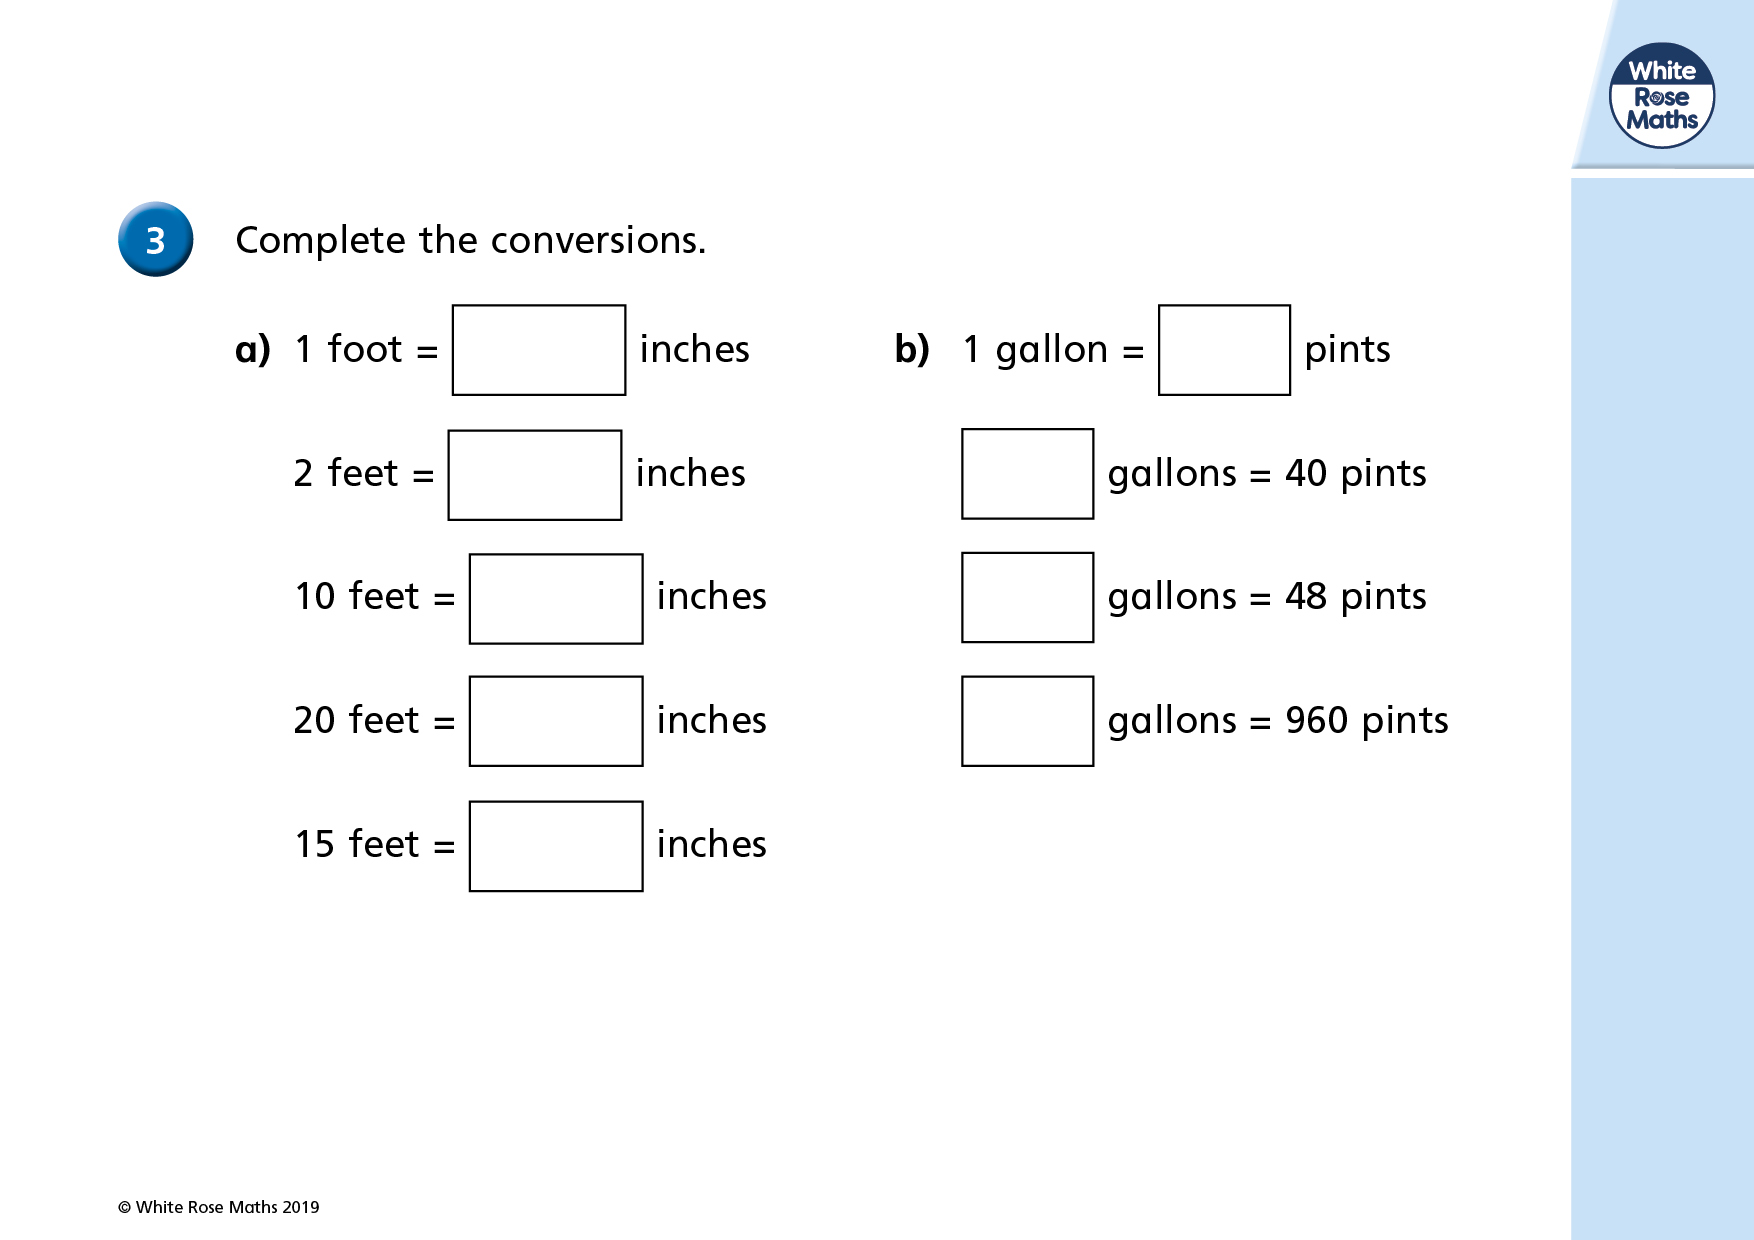 White
Rose
Maths
3 Complete the conversions.
a) 1 foot = inches
2 feet = inches
10 feet = inches
20 feet = inches
15 feet = inches
b) 1 gallon = pints
gallons = 40 pints
gallons = 48 pints
gallons = 960 pints
© White Rose Maths 2019